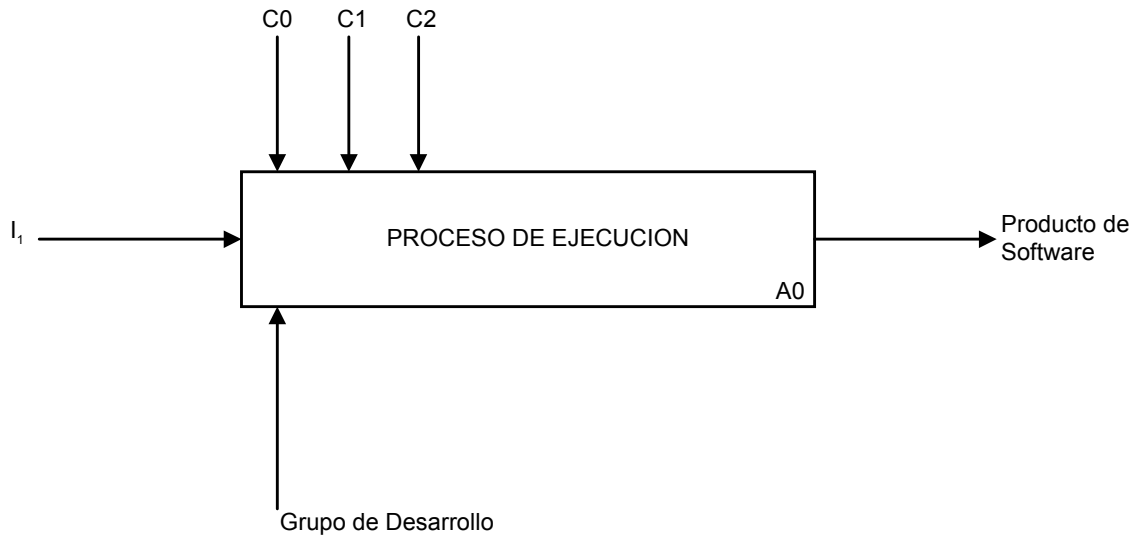 C0 C1 C2
I₁
PROCESO DE EJECUCION
Producto de
Software
A0
Grupo de Desarrollo